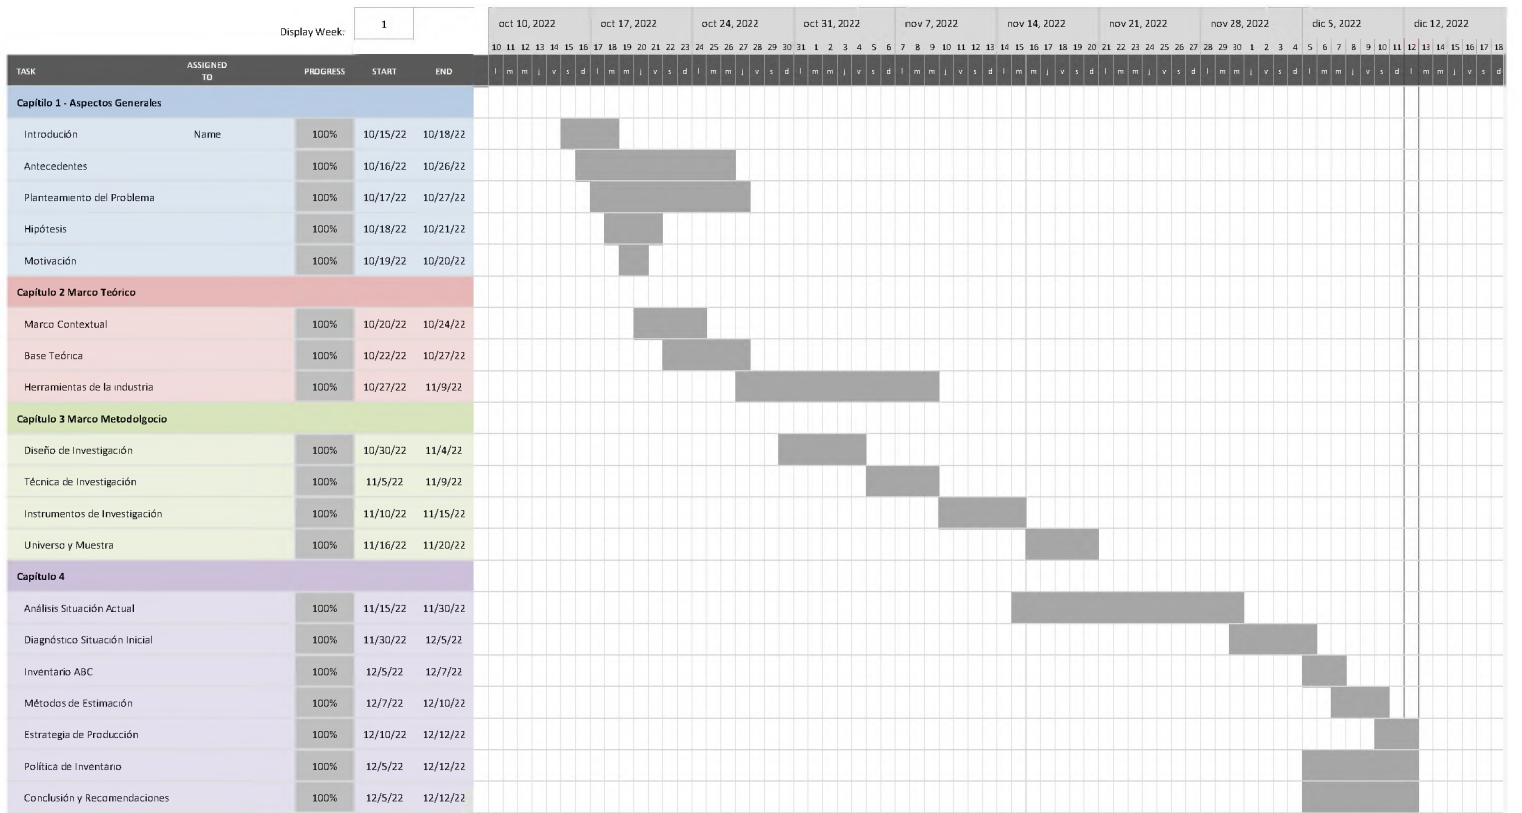 Display Week: 1
oct 10, 2022 oct 17, 2022 oct 24, 2022 oct 31, 2022 nov 7, 2022 nov 14, 2022 nov 21, 2022 nov 28, 2022 dic 5, 2022 dic 12, 2022
10 11 12 13 14 15 16 17 18 19 20 21 22 23 24 25 26 27 28 29 30 31 1 2 3 4 5 6 7 8 9 10 11 12 13 14 15 16 17 18 19 20 21 22 23 24 25 26 27 28 29 30 1 2 3 4 5 6 7 8 9 10 11 12 13 14 15 16 17 18
TASK ASSIGNED TO PROGRESS START END l m m j v s d l m m j v s d l m m j v s d l m m j v s d l m m j v s d l m m j v s d l m m j v s d l m m j v s d l m m j v s d l m m j v s d
Capítilo 1 - Aspectos Generales
Introdución Name 100% 10/15/22 10/18/22
Antecedentes 100% 10/16/22 10/26/22
Planteamiento del Problema 100% 10/17/22 10/27/22
Hipótesis 100% 10/18/22 10/21/22
Motivación 100% 10/19/22 10/20/22
Capítulo 2 Marco Teórico
Marco Contextual 100% 10/20/22 10/24/22
Base Teórica 100% 10/22/22 10/27/22
Herramientas de la industria 100% 10/27/22 11/9/22
Capítulo 3 Marco Metodolgocio
Diseño de Investigación 100% 10/30/22 11/4/22
Técnica de Investigación 100% 11/5/22 11/9/22
Instrumentos de Investigación 100% 11/10/22 11/15/22
Universo y Muestra 100% 11/16/22 11/20/22
Capítulo 4
Análisis Situación Actual 100% 11/15/22 11/30/22
Diagnóstico Situación Inicial 100% 11/30/22 12/5/22
Inventario ABC 100% 12/5/22 12/7/22
Métodos de Estimación 100% 12/7/22 12/10/22
Estrategia de Producción 100% 12/10/22 12/12/22
Política de Inventario 100% 12/5/22 12/12/22
Conclusión y Recomendaciones 100% 12/5/22 12/12/22